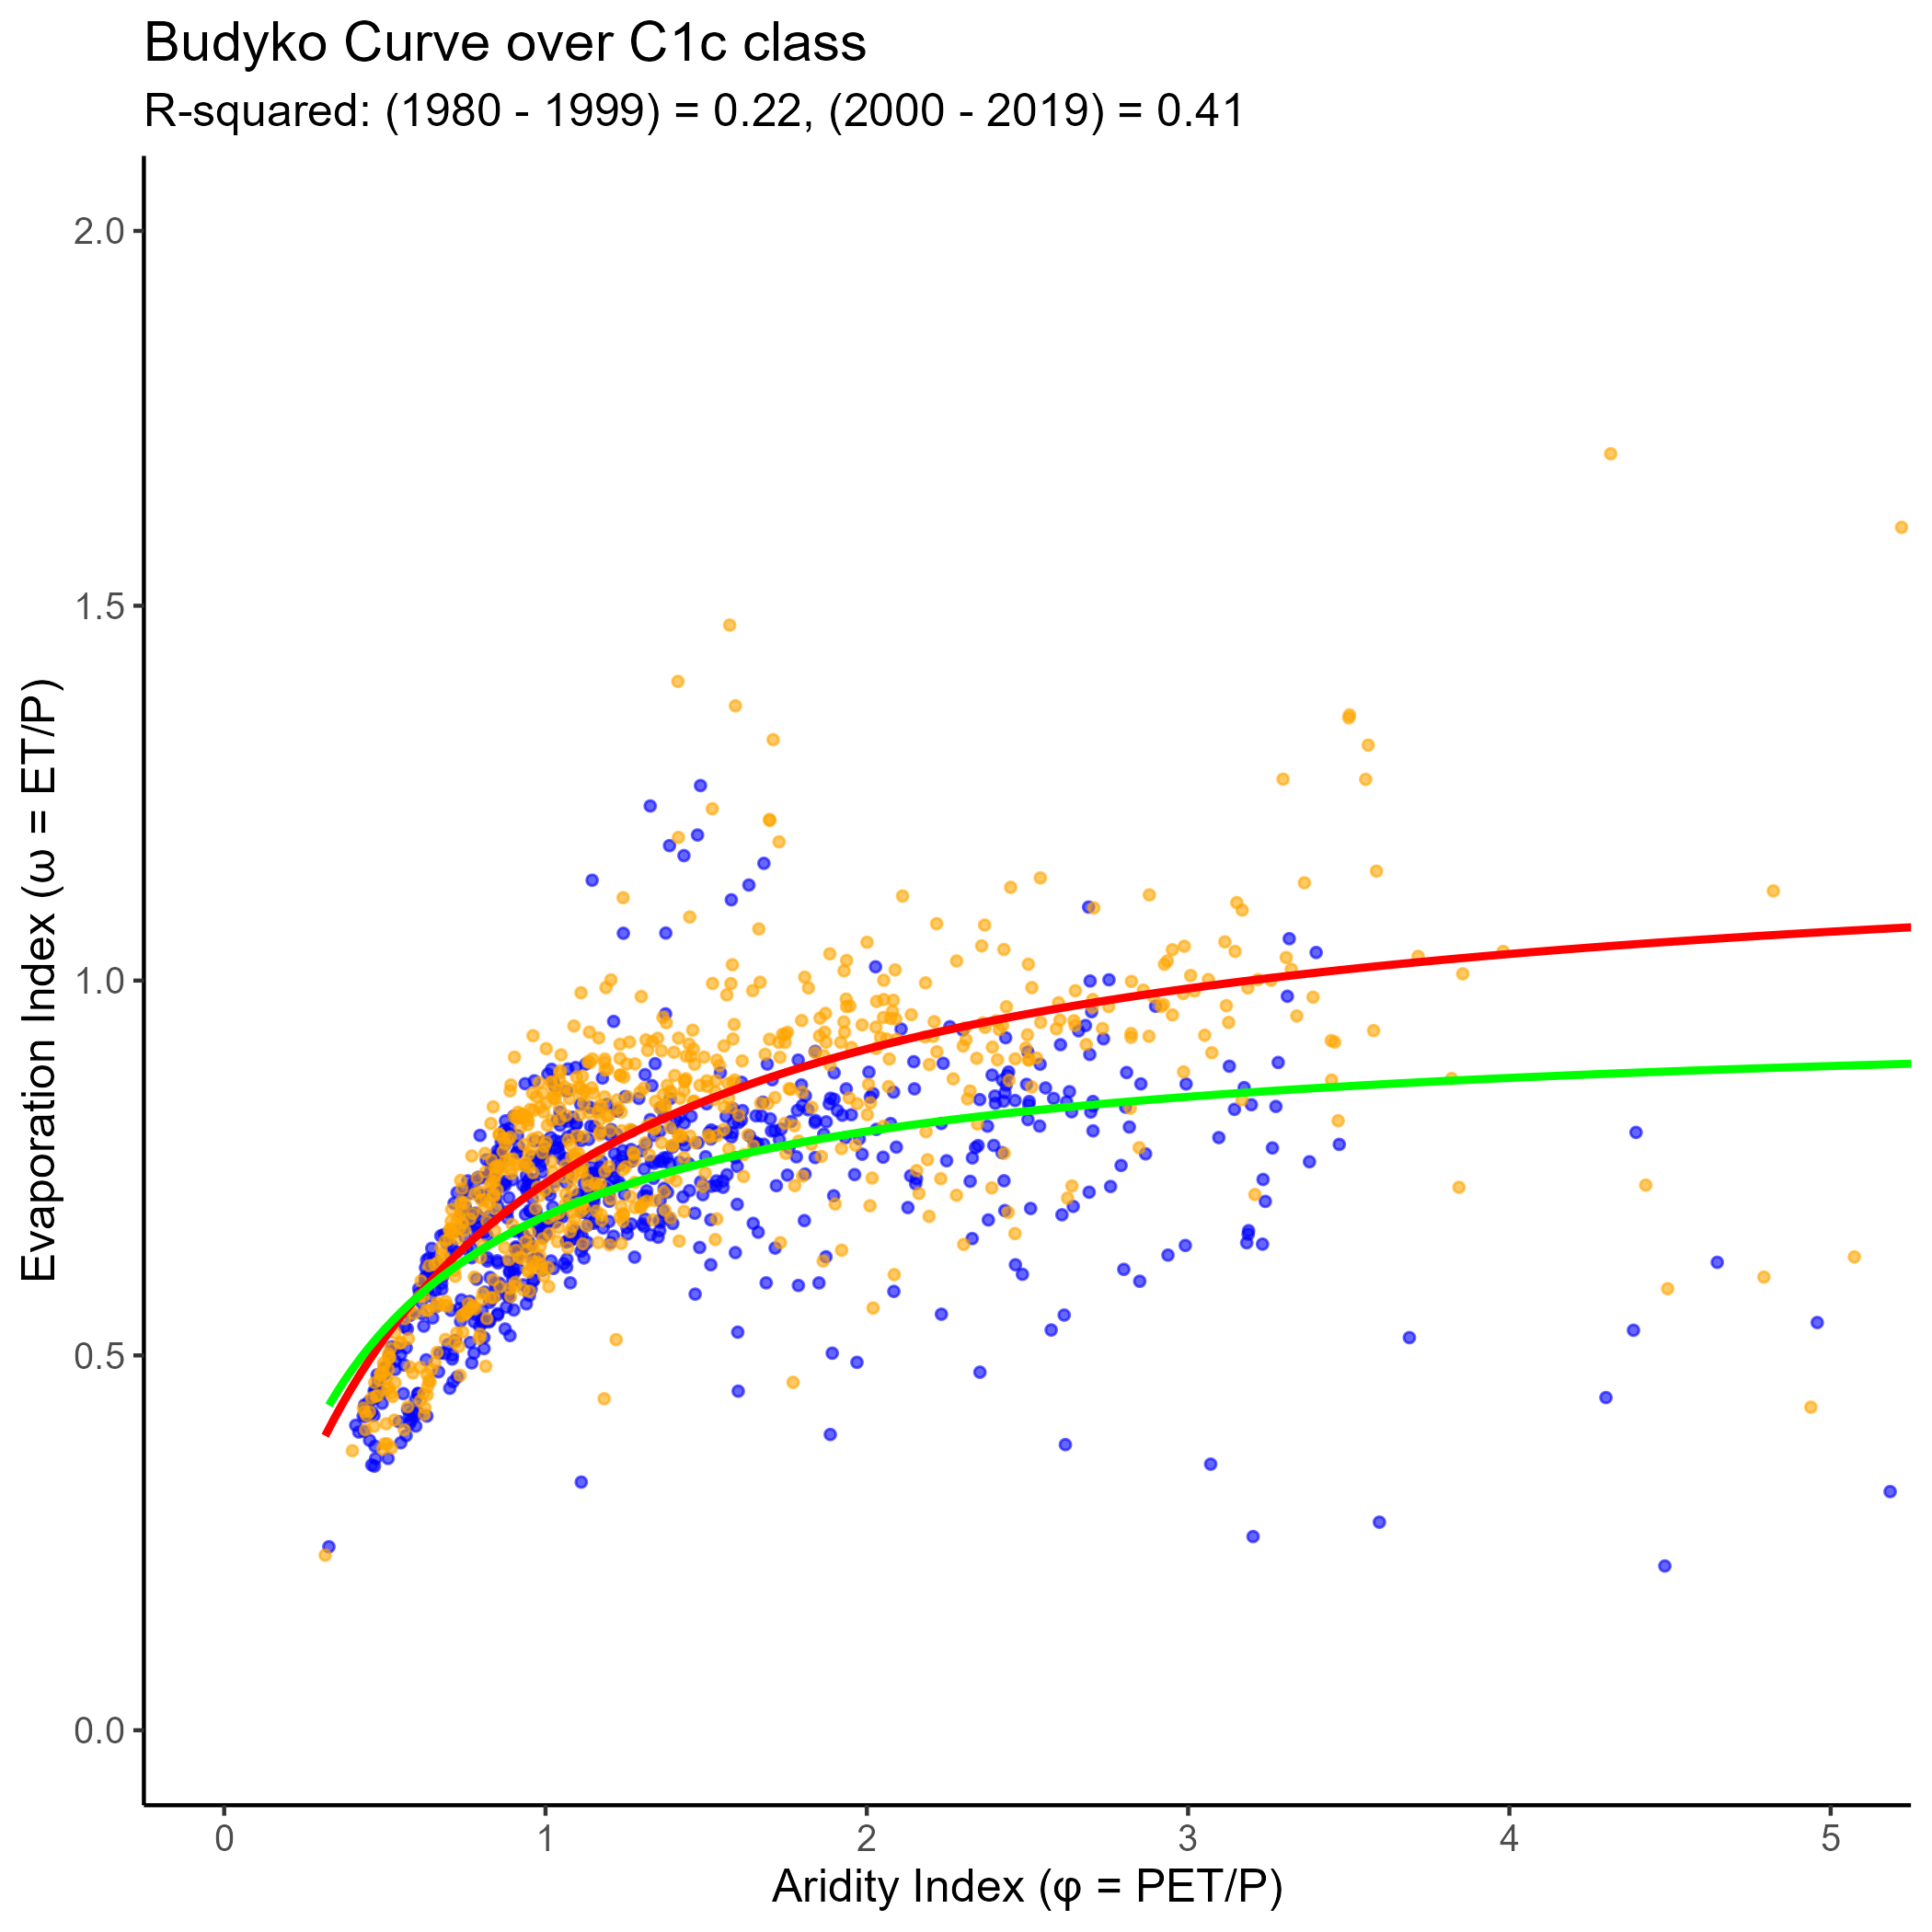 Budyko Curve over C1c class
R-squared: (1980 - 1999) = 0.22, (2000 - 2019) = 0.41
2.0
1.5
1.0
0.5
0.0
Evaporation Index (ω = ET/P)
0 1 2 3 4 5
Aridity Index (φ = PET/P)